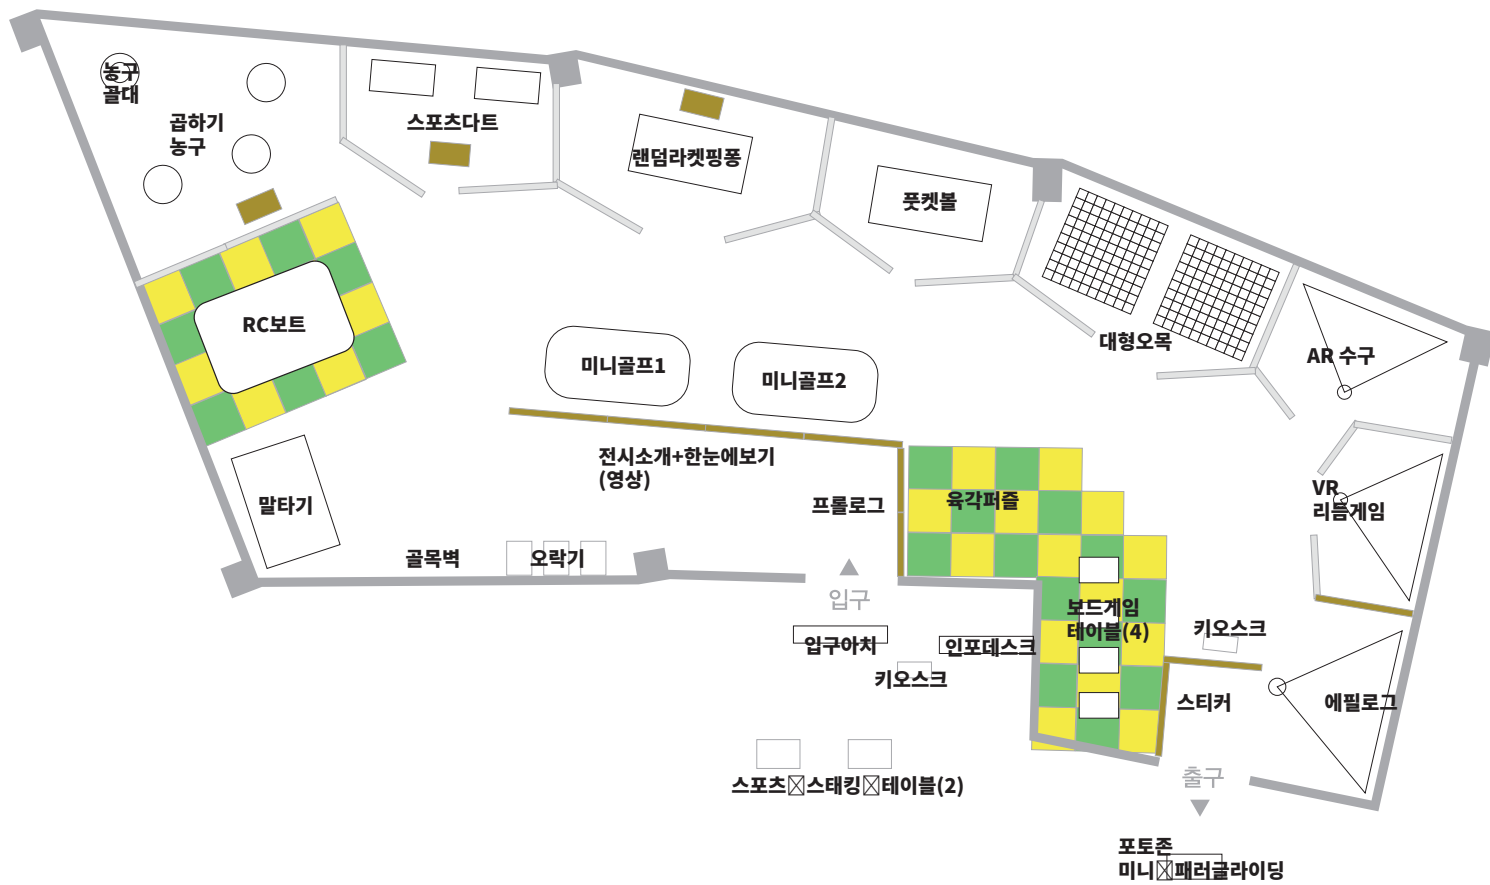 농구
골대
곱하기
농구
스포츠다트
랜덤라켓핑퐁
풋켓볼
대형오목
AR 수구
RC보트
미니골프1
미니골프2
전시소개+한눈에보기
(영상)
프롤로그
육각퍼즐
VR
리듬게임
말타기
골목벽
오락기
입구
입구아치
인포데스크
키오스크
보드게임
테이블(4)
키오스크
스티커
에필로그
스포츠 스태킹 테이블(2)
출구
포토존
미니 패러글라이딩